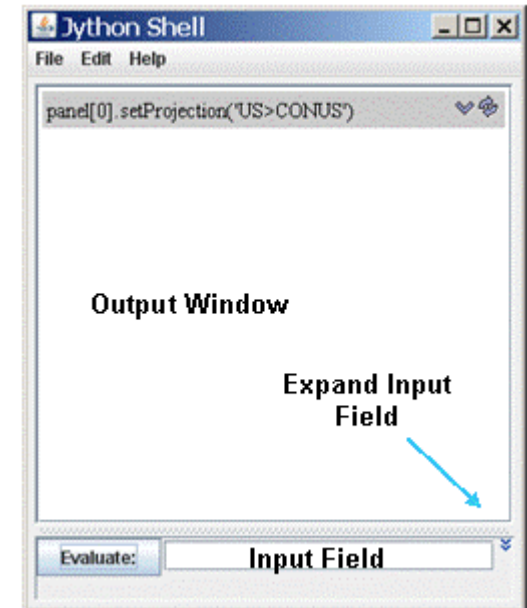 Jython Shell
File Edit Help
panel[0].setProjection('US>CONUS')
Output Window
Expand Input
Field
Evaluate: Input Field